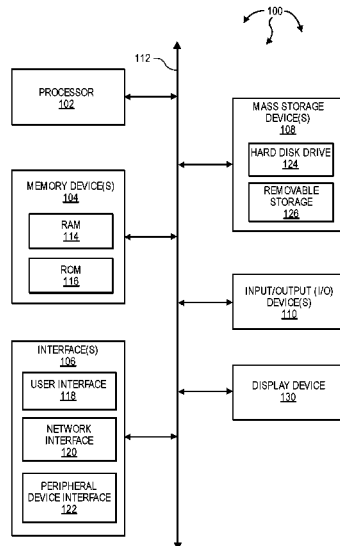 100
112
PROCESSOR
102
MASS STORAGE
DEVICE(S)
108
HARD DISK DRIVE
124
REMOVABLE
STORAGE
126
MEMORY DEVICE(S)
104
RAM
114
ROM
116
INPUT/OUTPUT (I/O)
DEVICE(S)
110
INTERFACE(S)
106
USER INTERFACE
118
NETWORK
INTERFACE
120
PERIPHERAL
DEVICE INTERFACE
122
DISPLAY DEVICE
130